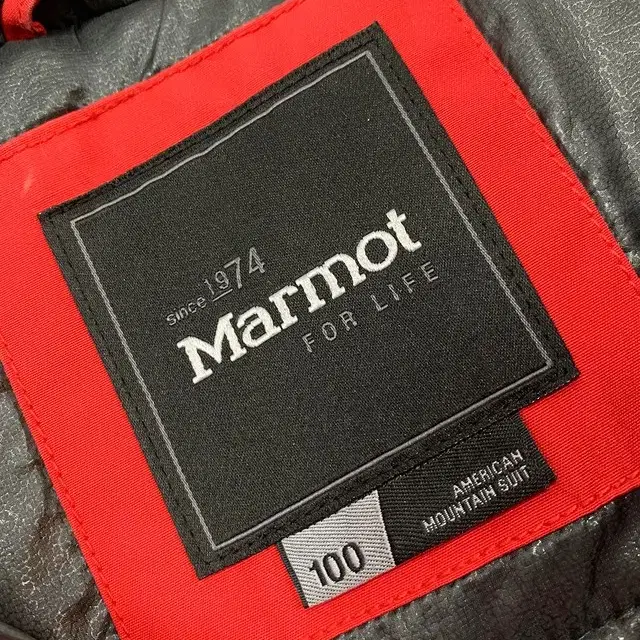 since 1974
Marmot
FOR LIFE
100
AMERICAN
MOUNTAIN SUIT